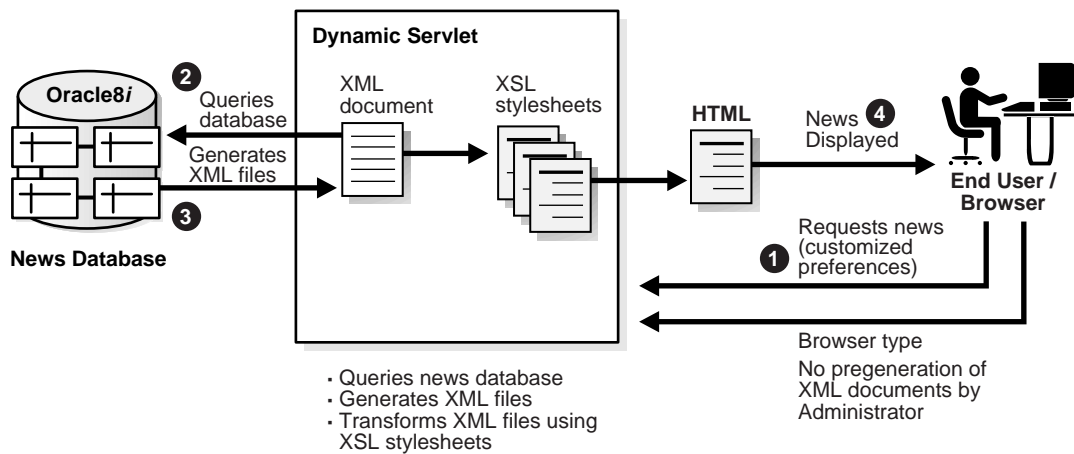 Dynamic Servlet
Oracle8i
2
Queries
database
Generates
XML files
3
News Database
XML
document
XSL
stylesheets
HTML
News 4
Displayed
End User /
Browser
1
Requests news
(customized
preferences)
Browser type
No pregeneration of
XML documents by
Administrator
· Queries news database
· Generates XML files
· Transforms XML files using
XSL stylesheets